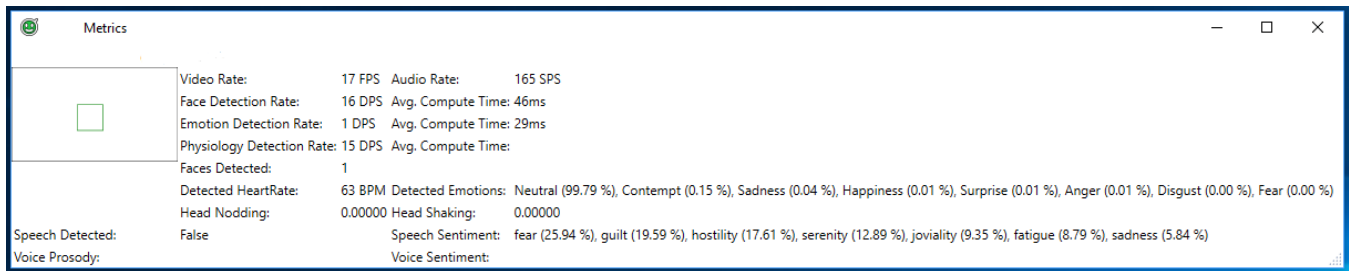 Metrics
Video Rate: 17 FPS Audio Rate: 165 SPS
Face Detection Rate: 16 DPS Avg. Compute Time: 46ms
Emotion Detection Rate: 1 DPS Avg. Compute Time: 29ms
Physiology Detection Rate: 15 DPS Avg. Compute Time:
Faces Detected: 1
Detected HeartRate: 63 BPM Detected Emotions: Neutral (99.79 %), Contempt (0.15 %), Sadness (0.04 %), Happiness (0.01 %), Surprise (0.01 %), Anger (0.01 %), Disgust (0.00 %), Fear (0.00 %)
Head Nodding: 0.00000 Head Shaking: 0.00000
Speech Detected: False Speech Sentiment: fear (25.94 %), guilt (19.59 %), hostility (17.61 %), serenity (12.89 %), joviality (9.35 %), fatigue (8.79 %), sadness (5.84 %)
Voice Prosody: Voice Sentiment: